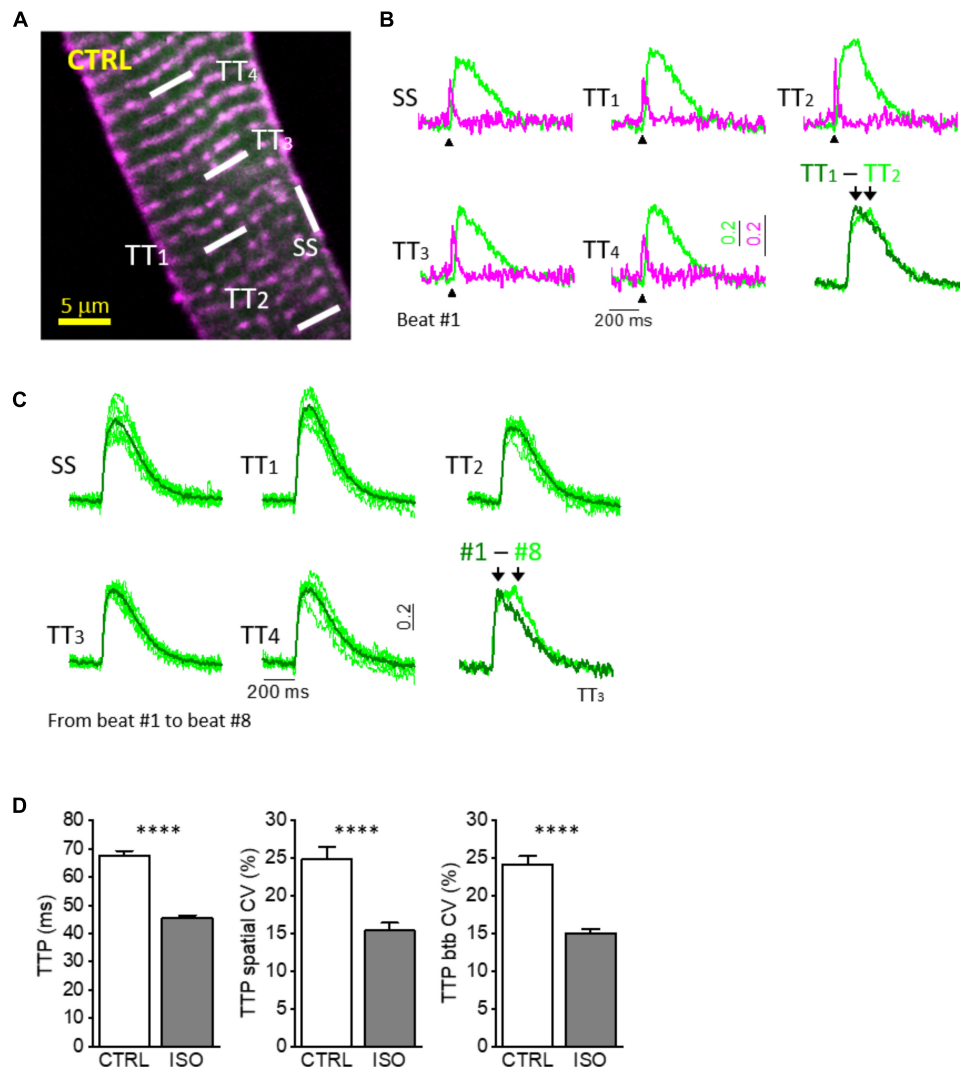 A
CTRL
TT4
TT3
SS
TT1
TT2
5 µm
B
SS
TT1
TT2
TT1 – TT2
TT3
TT4
0.2
0.2
Beat #1
200 ms
C
SS
TT1
TT2
#1 – #8
TT3
TT4
0.2
200 ms
TT3
From beat #1 to beat #8
D
80
70
60
50
40
30
20
10
0
TTP (ms)
****
CTRL
ISO
30
25
20
15
10
5
0
TTP spatial CV (%)
****
CTRL
ISO
30
25
20
15
10
5
0
TTP btb CV (%)
****
CTRL
ISO